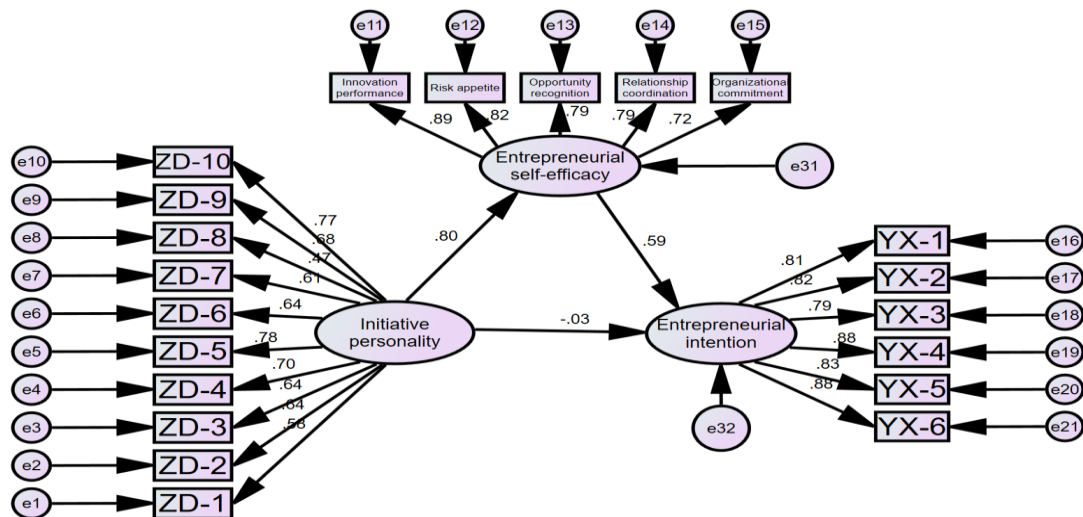 e11
e12
e13
e14
e15
Innovation
performance
Risk appetite
Opportunity
recognition
Relationship
coordination
Organizational
commitment
.89
.82
.79
.79
.72
Entrepreneurial
self-efficacy
e31
e10
ZD-10
e9
ZD-9
e8
ZD-8
e7
ZD-7
e6
ZD-6
e5
ZD-5
e4
ZD-4
e3
ZD-3
e2
ZD-2
e1
ZD-1
.77
.68
.47
.61
.64
.78
.70
.64
.64
.58
Initiative
personality
.80
.59
-.03
Entrepreneurial
intention
e32
.81
.82
.79
.88
.83
.88
YX-1
e16
YX-2
e17
YX-3
e18
YX-4
e19
YX-5
e20
YX-6
e21